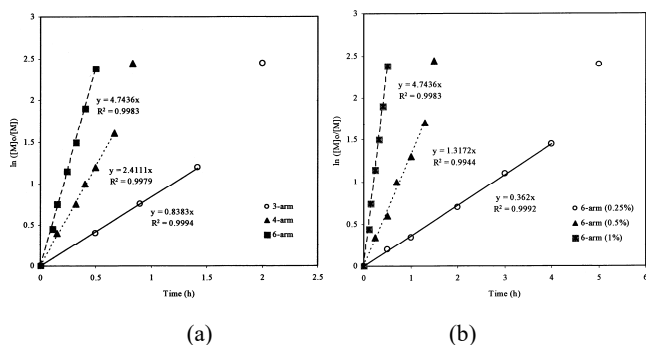 (a)
3
2.5
2
1.5
1
0.5
0
0 0.5 1 1.5 2 2.5
ln ([M]o/[M])
Time (h)
y = 4.7436x
R² = 0.9983
y = 2.4111x
R² = 0.9979
y = 0.8383x
R² = 0.9994
3-arm
4-arm
6-arm
(a)
(b)
3
2.5
2
1.5
1
0.5
0
0 1 2 3 4 5 6
ln ([M]o/[M])
Time (h)
y = 4.7436x
R² = 0.9983
y = 1.3172x
R² = 0.9944
y = 0.362x
R² = 0.9992
6-arm (0.25%)
6-arm (0.5%)
6-arm (1%)
(b)